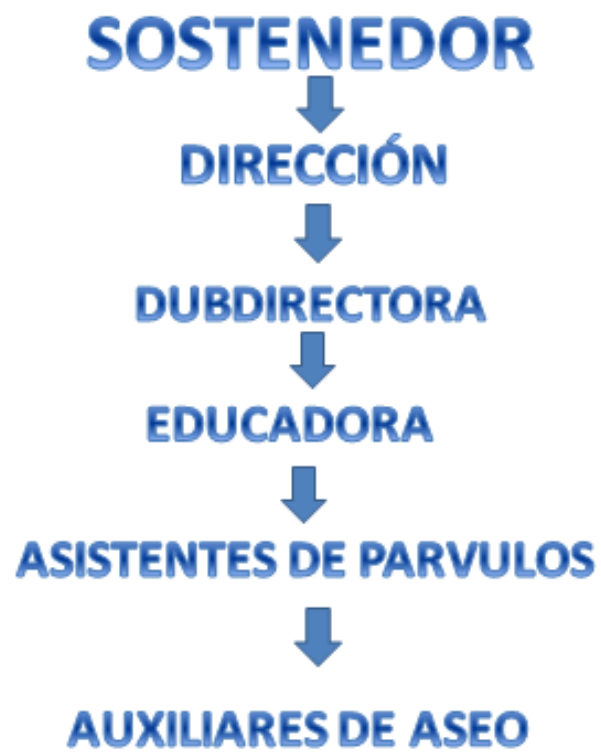 SOSTENEDOR
DIRECCIÓN
DUBDIRECTORA
EDUCADORA
ASISTENTES DE PARVULOS
AUXILIARES DE ASEO